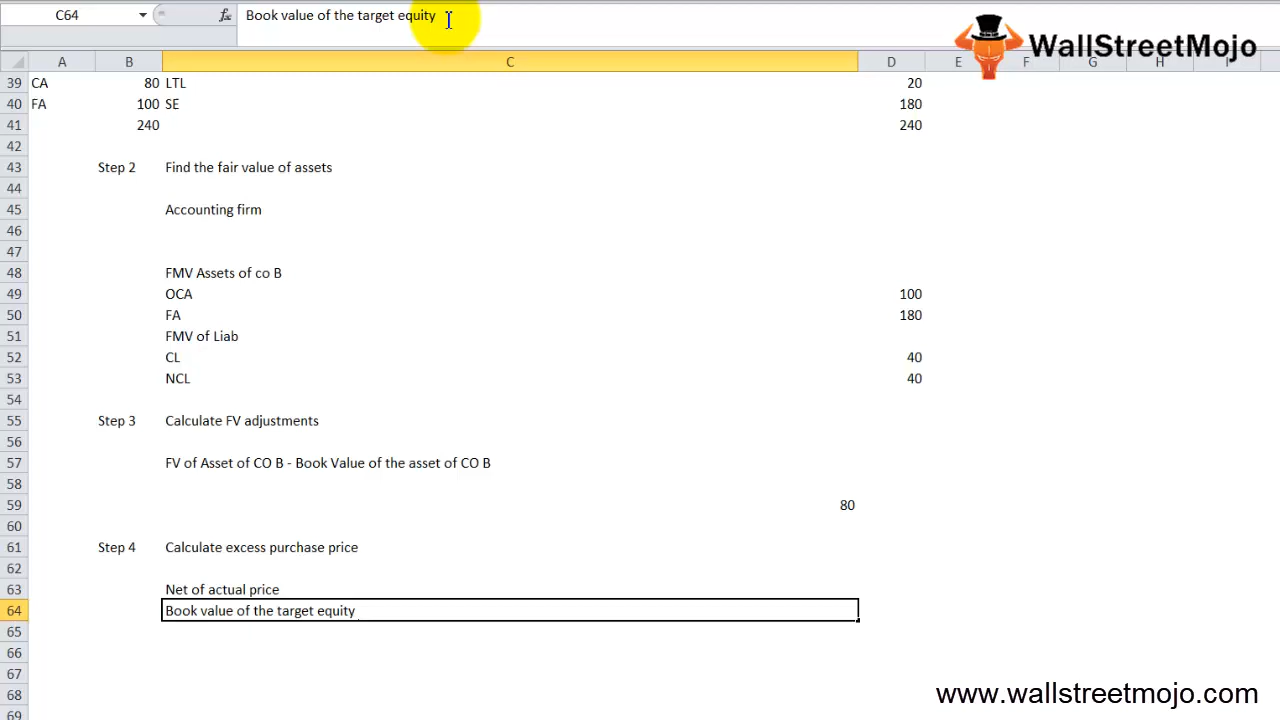 C64 fx Book value of the target equity
WallStreetMojo
A B C D E F G H I
39 CA 80 LTL 20
40 FA 100 SE 180
41 240 240
42
43 Step 2 Find the fair value of assets
44
45 Accounting firm
46
47
48 FMV Assets of co B
49 OCA 100
50 FA 180
51 FMV of Liab
52 CL 40
53 NCL 40
54
55 Step 3 Calculate FV adjustments
56
57 FV of Asset of CO B - Book Value of the asset of CO B
58
59 80
60
61 Step 4 Calculate excess purchase price
62
63 Net of actual price
64 Book value of the target equity
65
66
67
68
69
www.wallstreetmojo.com